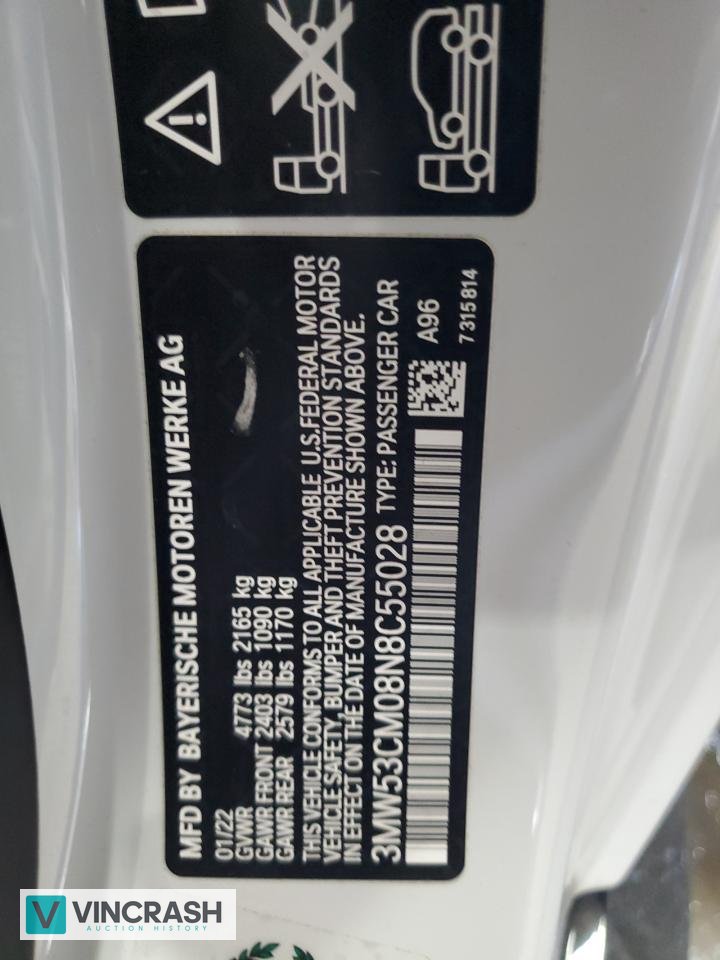 MFD BY BAYERISCHE MOTOREN WERKE AG
01/22
GVWR 4773 lbs 2165 kg
GAWR FRONT 2403 lbs 1090 kg
GAWR REAR 2579 lbs 1170 kg
THIS VEHICLE CONFORMS TO ALL APPLICABLE U.S.FEDERAL MOTOR
VEHICLE SAFETY, BUMPER AND THEFT PREVENTION STANDARDS
IN EFFECT ON THE DATE OF MANUFACTURE SHOWN ABOVE.
3MW53CM08N8C55028 TYPE: PASSENGER CAR
A96
7315814
V VINCRASH
AUCTION HISTORY